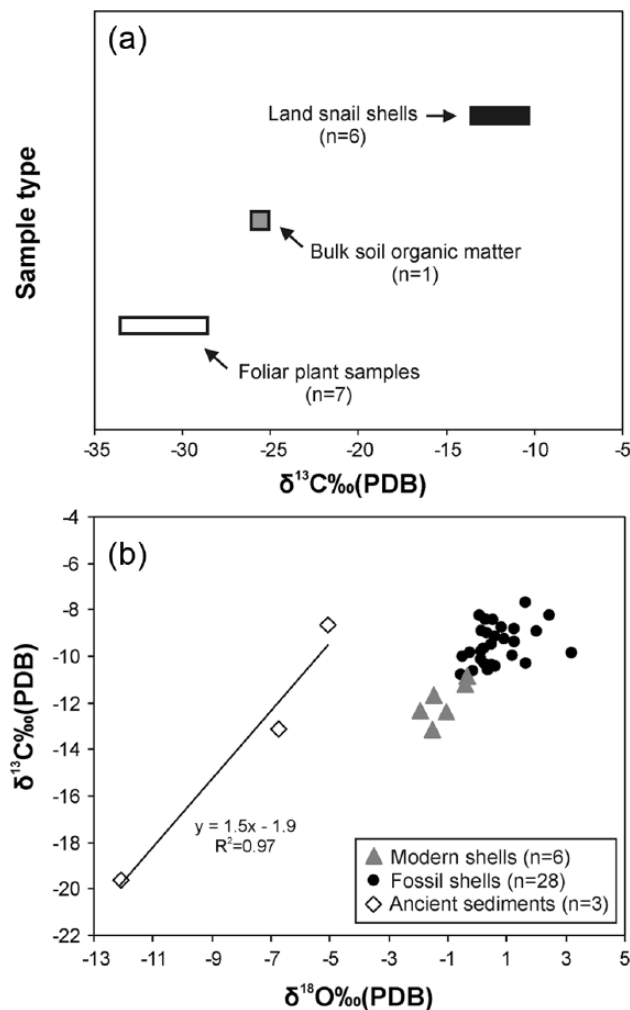 (a)
Land snail shells
(n=6)
Bulk soil organic matter
(n=1)
Foliar plant samples
(n=7)
Sample type
-35 -30 -25 -20 -15 -10 -5
δ¹³C‰(PDB)
(b)
-4
-6
-8
-10
-12
-14
-16
-18
-20
-22
δ¹³C‰(PDB)
y = 1.5x - 1.9
R²=0.97
Modern shells (n=6)
Fossil shells (n=28)
Ancient sediments (n=3)
-13 -11 -9 -7 -5 -3 -1 1 3 5
δ¹⁸O‰(PDB)